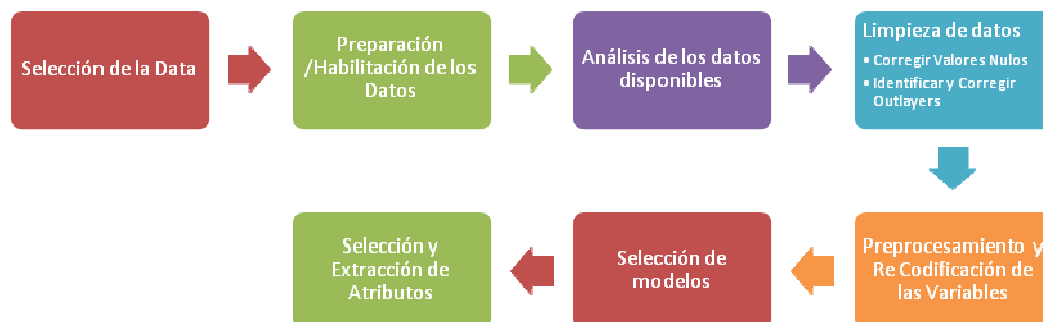 Selección de la Data
Preparación
/Habilitación de los
Datos
Análisis de los datos
disponibles
Limpieza de datos
• Corregir Valores Nulos
• Identificar y Corregir
Outlayers
Preprocesamiento y
Re Codificación de
las Variables
Selección de
modelos
Selección y
Extracción de
Atributos